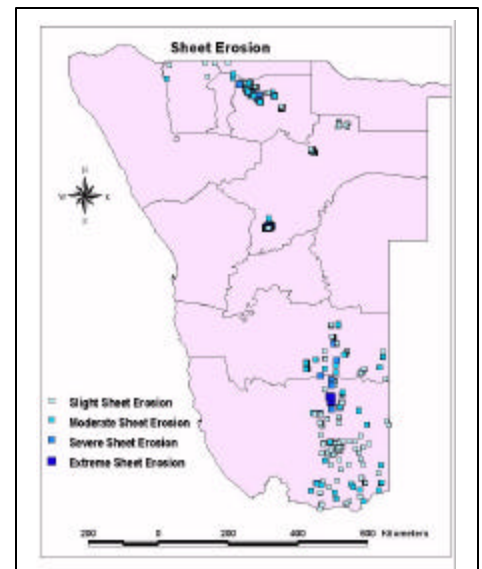 Sheet Erosion
N
W E
S
Slight Sheet Erosion
Moderate Sheet Erosion
Severe Sheet Erosion
Extreme Sheet Erosion
200 0 200 400 600 Kilometers